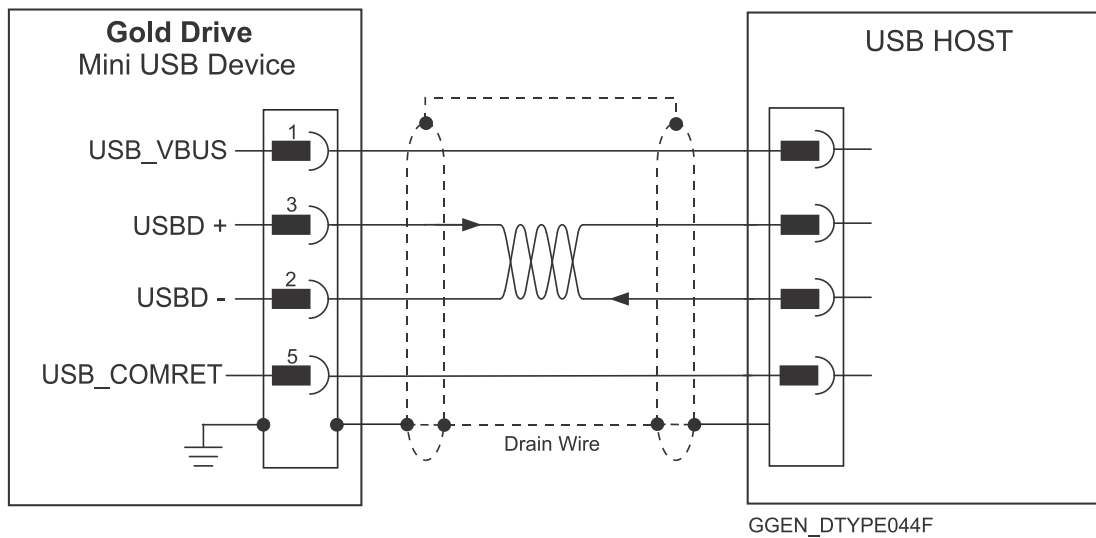 Gold Drive
Mini USB Device
USB HOST
USB_VBUS
1
USBD +
3
USBD -
2
USB_COMRET
5
Drain Wire
GGEN_DTYPE044F